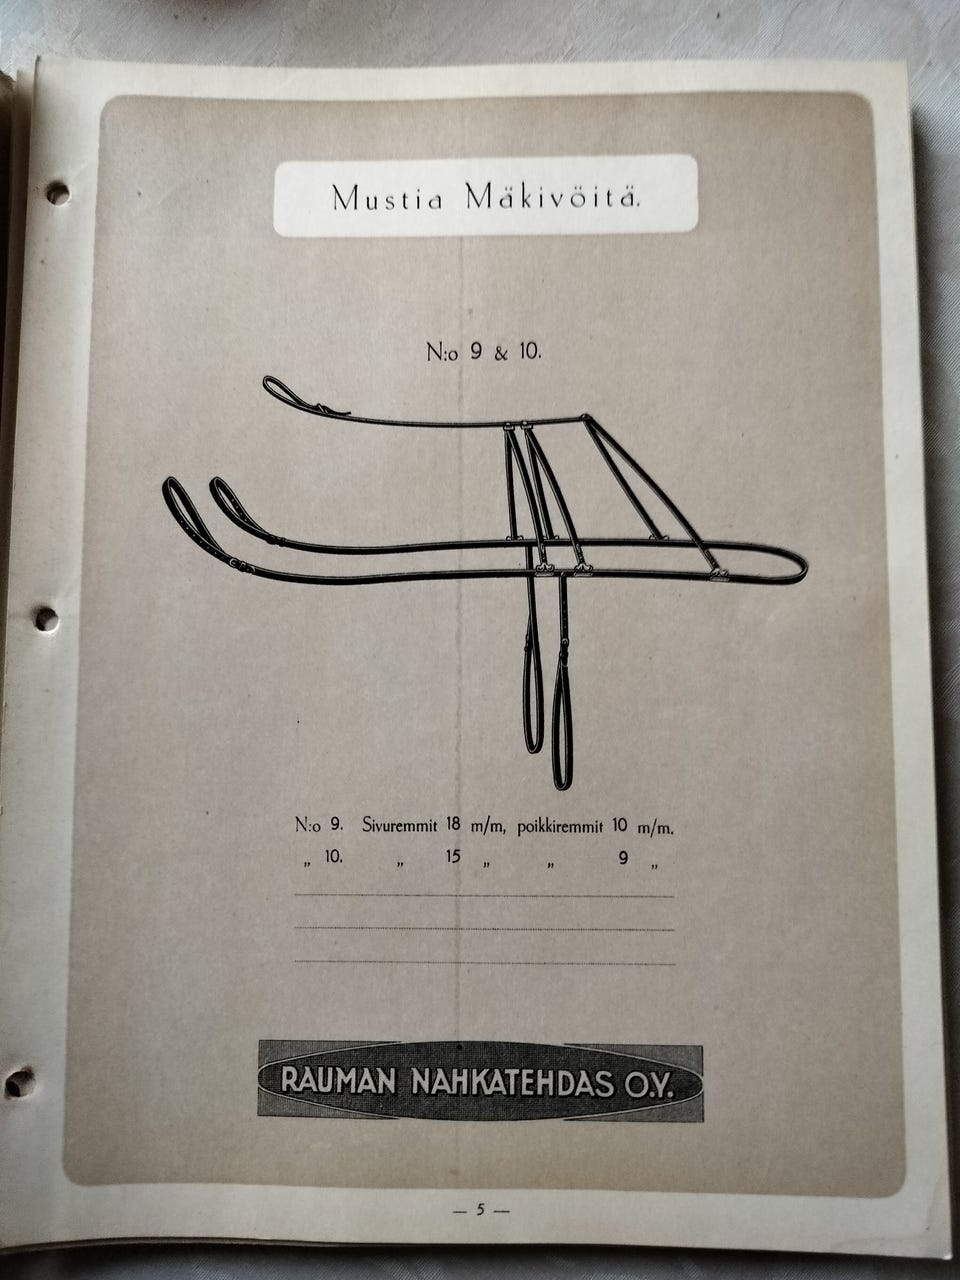 Mustia Mäkivöitä.
N:o 9 & 10.
N:o 9. Sivuremmit 18 m/m, poikkiremmit 10 m/m.
„ 10. „ 15 „ „ 9 „
RAUMAN NAHKATEHDAS O.Y.
— 5 —